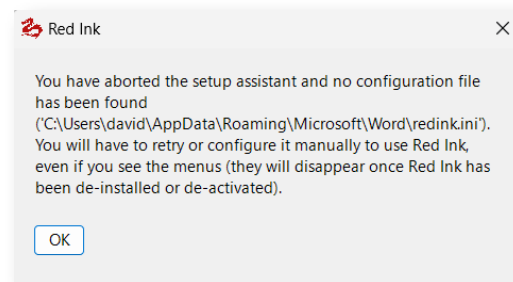 Red Ink
You have aborted the setup assistant and no configuration file
has been found
('C:\Users\david\AppData\Roaming\Microsoft\Word\redink.ini').
You will have to retry or configure it manually to use Red Ink,
even if you see the menus (they will disappear once Red Ink has
been de-installed or de-activated).
OK